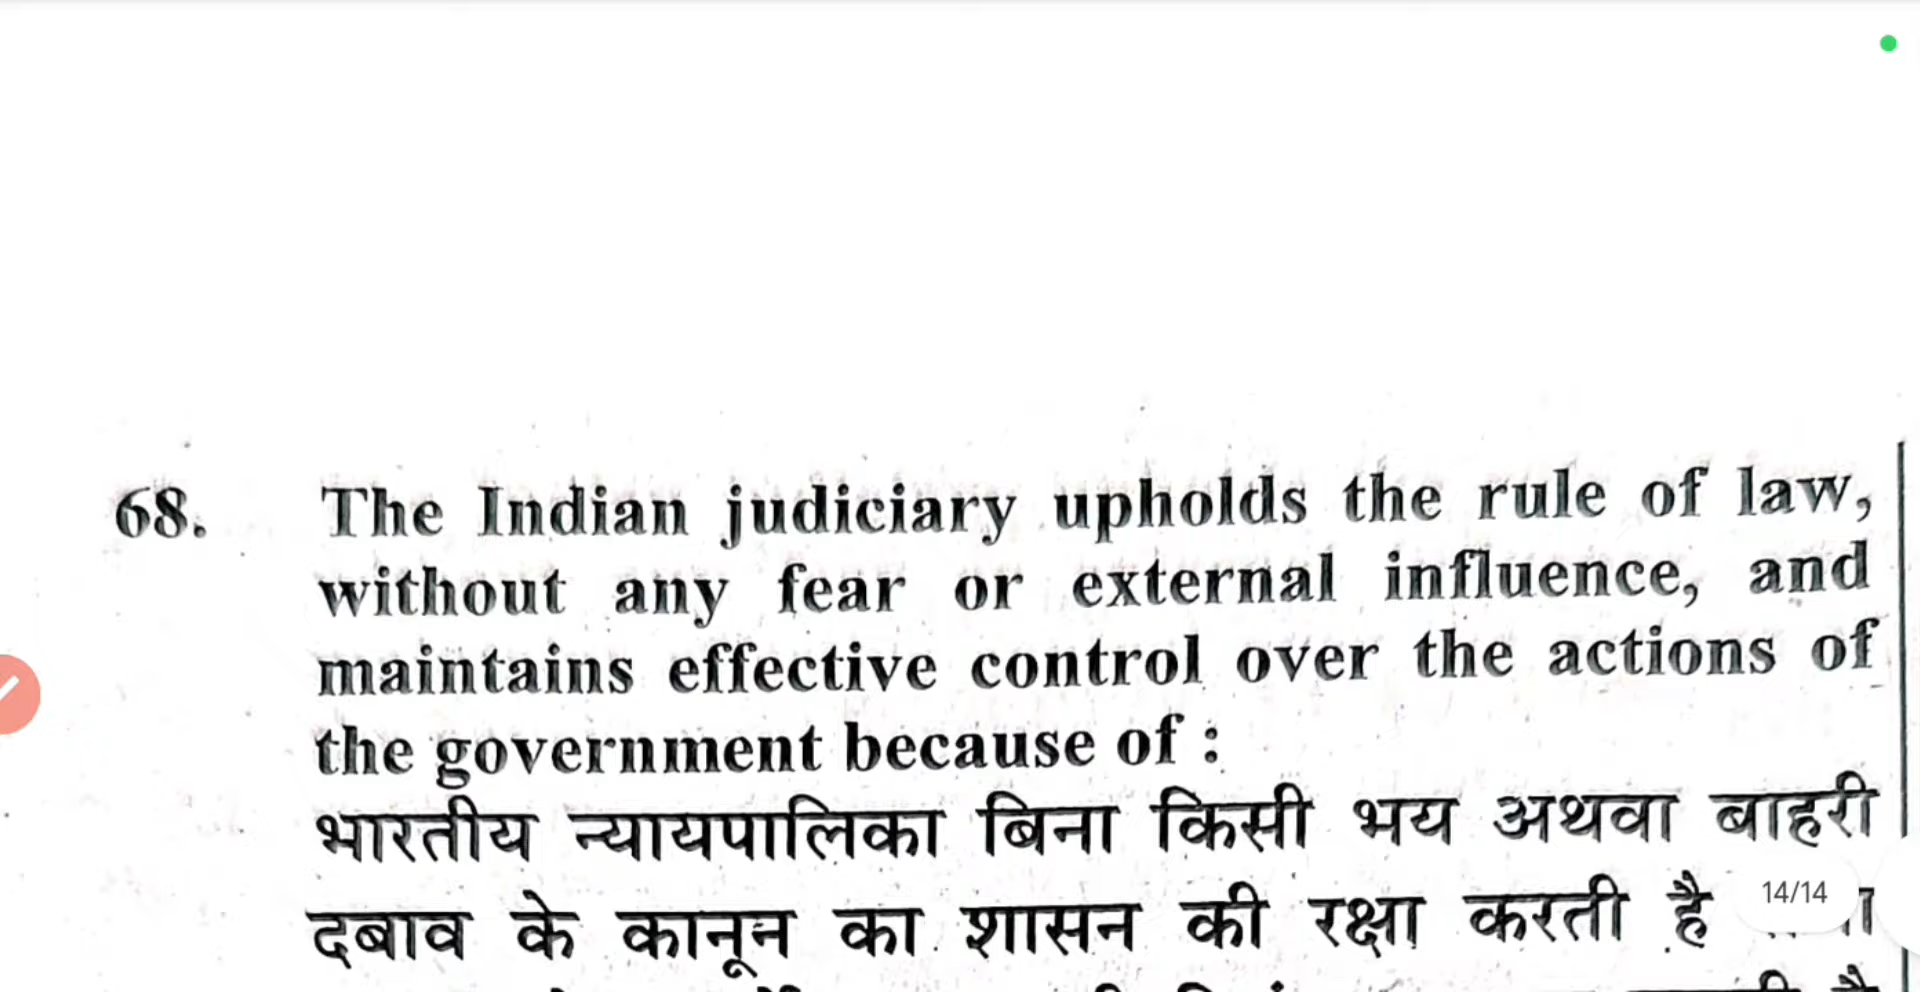 68. The Indian judiciary upholds the rule of law,
without any fear or external influence, and
maintains effective control over the actions of
the government because of :
भारतीय न्यायपालिका बिना किसी भय अथवा बाहरी
दबाव के कानून का शासन की रक्षा करती है
14/14